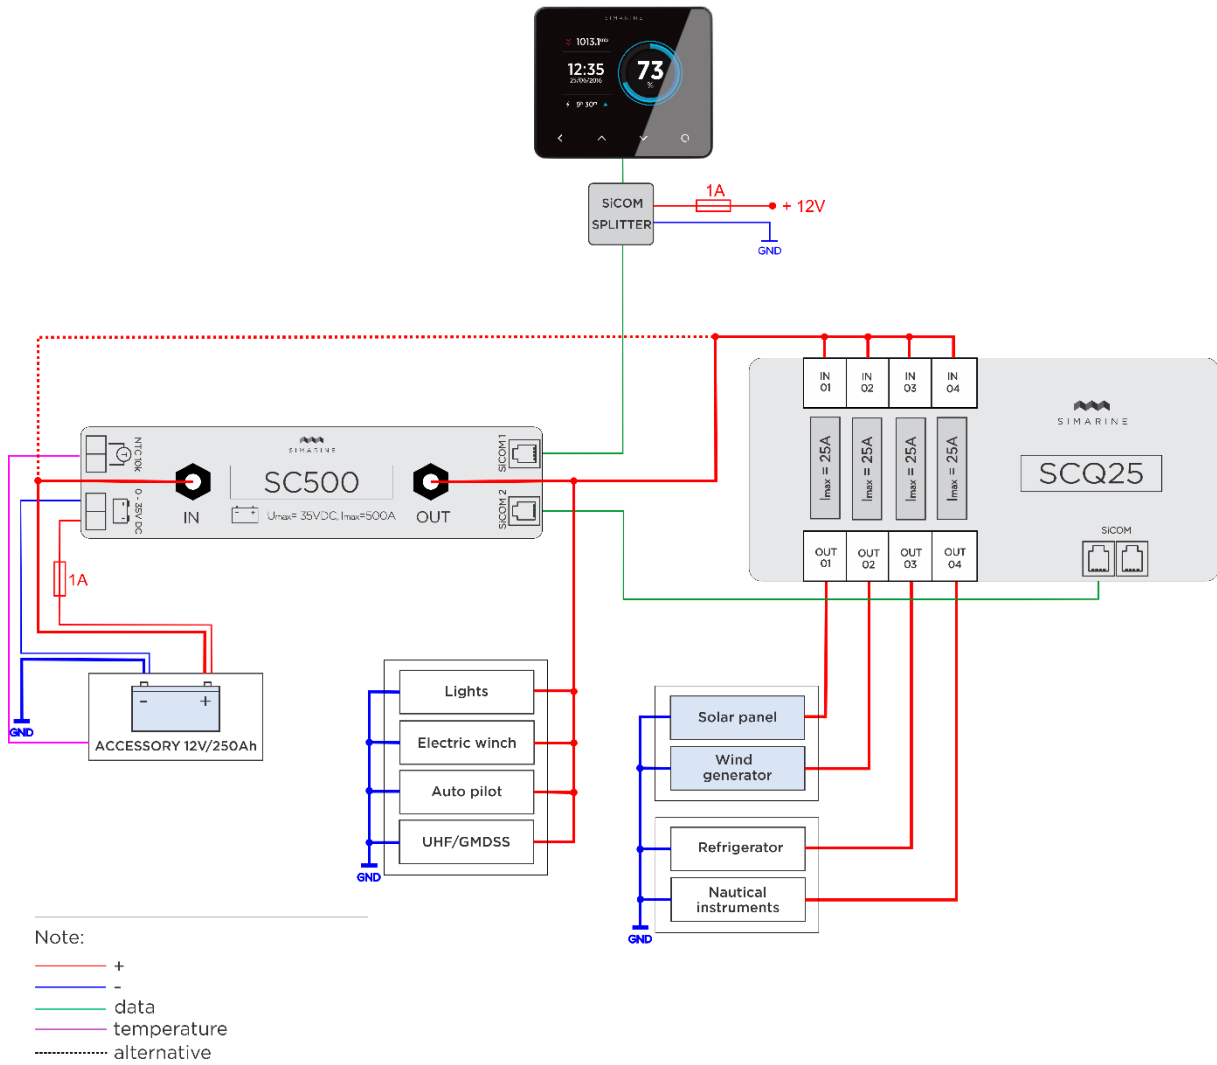 SIMARINE
1013.1
12:35
25/06/2016
73
%
SiCOM
SPLITTER
1A
+ 12V
GND
IN
01
IN
02
IN
03
IN
04
Imax = 25A
Imax = 25A
Imax = 25A
Imax = 25A
OUT
01
OUT
02
OUT
03
OUT
04
SIMARINE
SCQ25
SiCOM
NTC 10K
T
0 - 35V DC
SIMARINE
SC500
IN
Umax= 35VDC, Imax=500A
OUT
SiCOM 1
SiCOM 2
1A
- +
ACCESSORY 12V/250Ah
GND
Lights
Electric winch
Auto pilot
UHF/GMDSS
GND
Solar panel
Wind
generator
Refrigerator
Nautical
instruments
GND
Note:
+
-
data
temperature
alternative